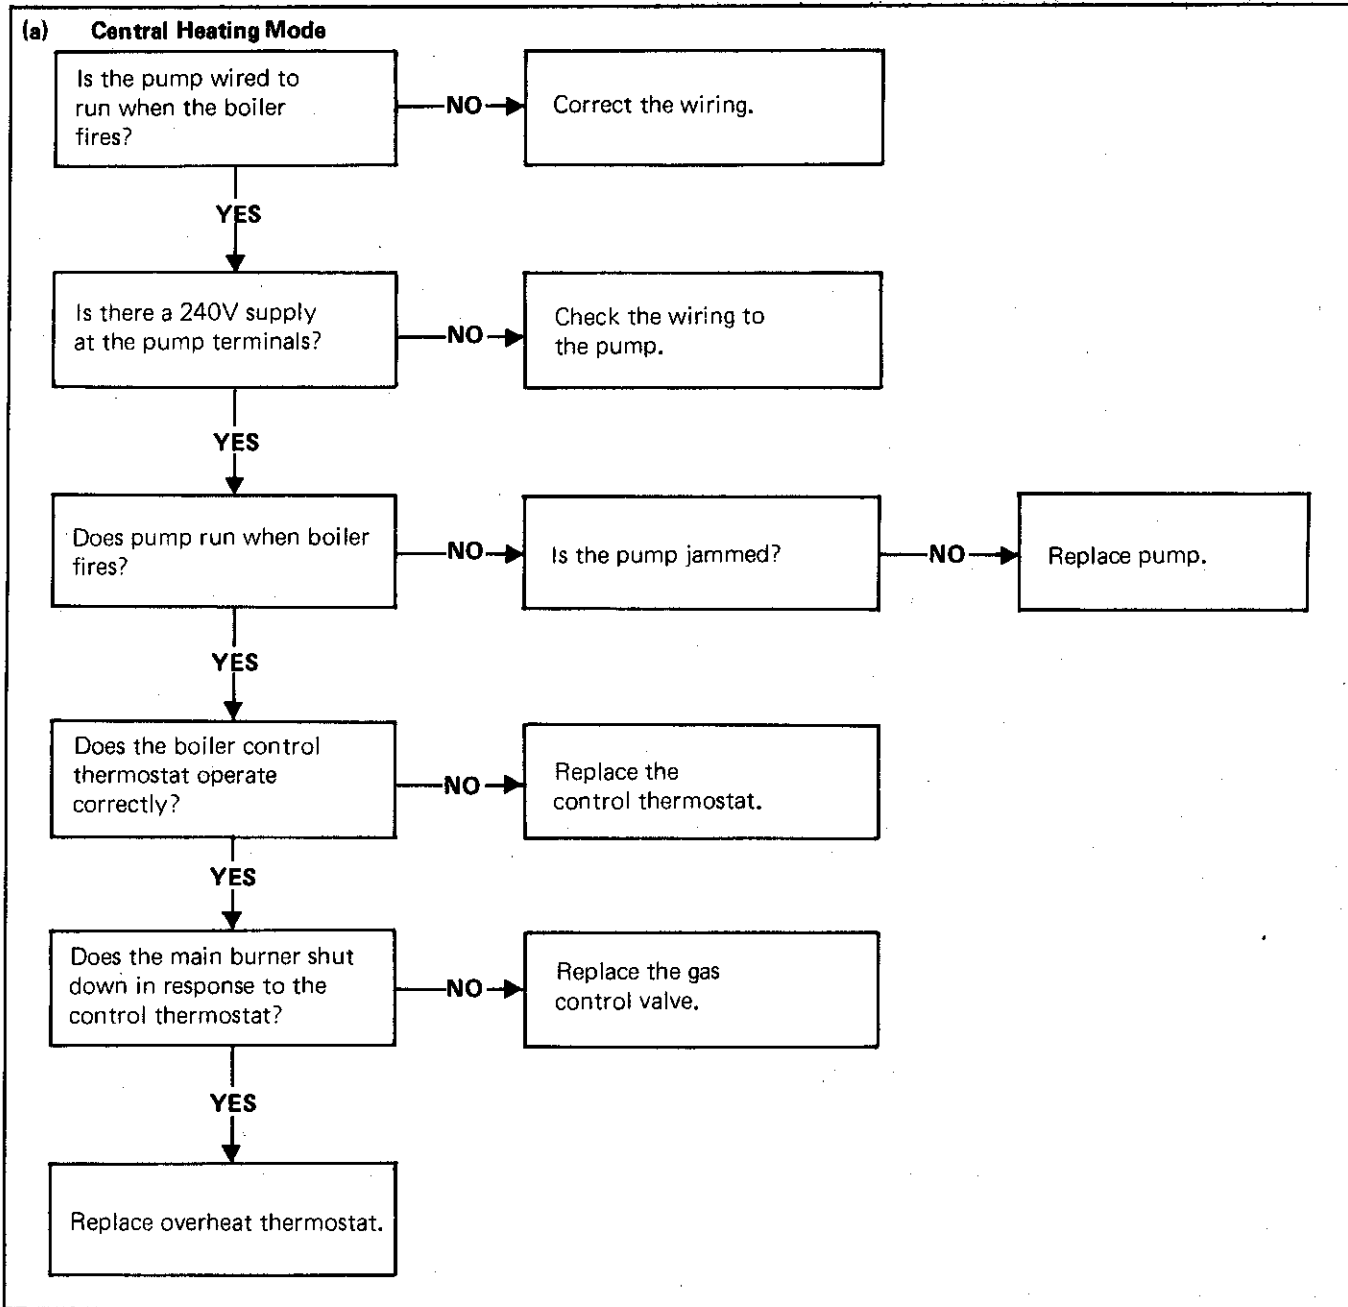 (a) Central Heating Mode
Is the pump wired to
run when the boiler
fires?
NO
Correct the wiring.
YES
Is there a 240V supply
at the pump terminals?
NO
Check the wiring to
the pump.
YES
Does pump run when boiler
fires?
NO
Is the pump jammed?
NO
Replace pump.
YES
Does the boiler control
thermostat operate
correctly?
NO
Replace the
control thermostat.
YES
Does the main burner shut
down in response to the
control thermostat?
NO
Replace the gas
control valve.
YES
Replace overheat thermostat.